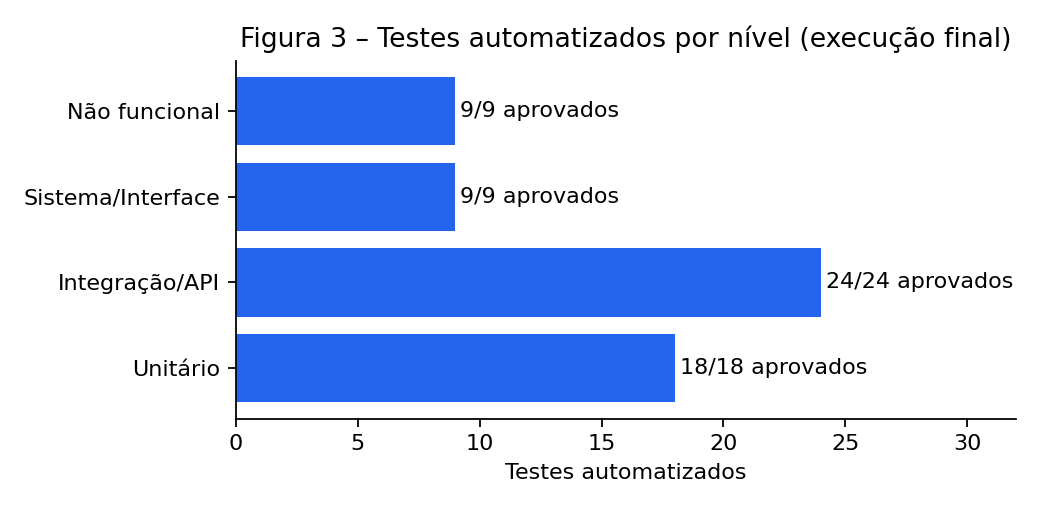 Figura 3 – Testes automatizados por nível (execução final)
Não funcional
9/9 aprovados
Sistema/Interface
9/9 aprovados
Integração/API
24/24 aprovados
Unitário
18/18 aprovados
0 5 10 15 20 25 30
Testes automatizados